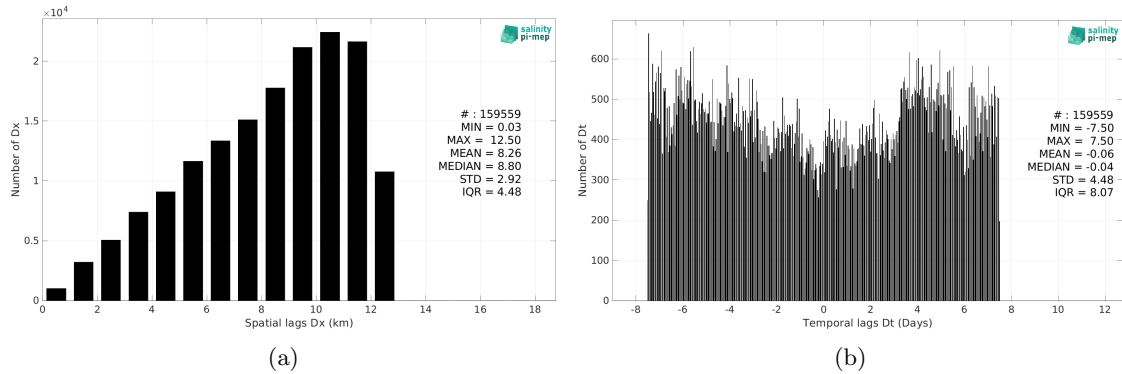 ×10^4
2
1.5
1
0.5
0
Number of Dx
0 2 4 6 8 10 12 14 16 18
Spatial lags Dx (km)
salinity
pi-mep
# : 159559
MIN = 0.03
MAX = 12.50
MEAN = 8.26
MEDIAN = 8.80
STD = 2.92
IQR = 4.48
(a)
600
500
400
300
200
100
0
Number of Dt
-8 -6 -4 -2 0 2 4 6 8 10 12
Temporal lags Dt (Days)
salinity
pi-mep
# : 159559
MIN = -7.50
MAX = 7.50
MEAN = -0.06
MEDIAN = -0.04
STD = 4.48
IQR = 8.07
(b)